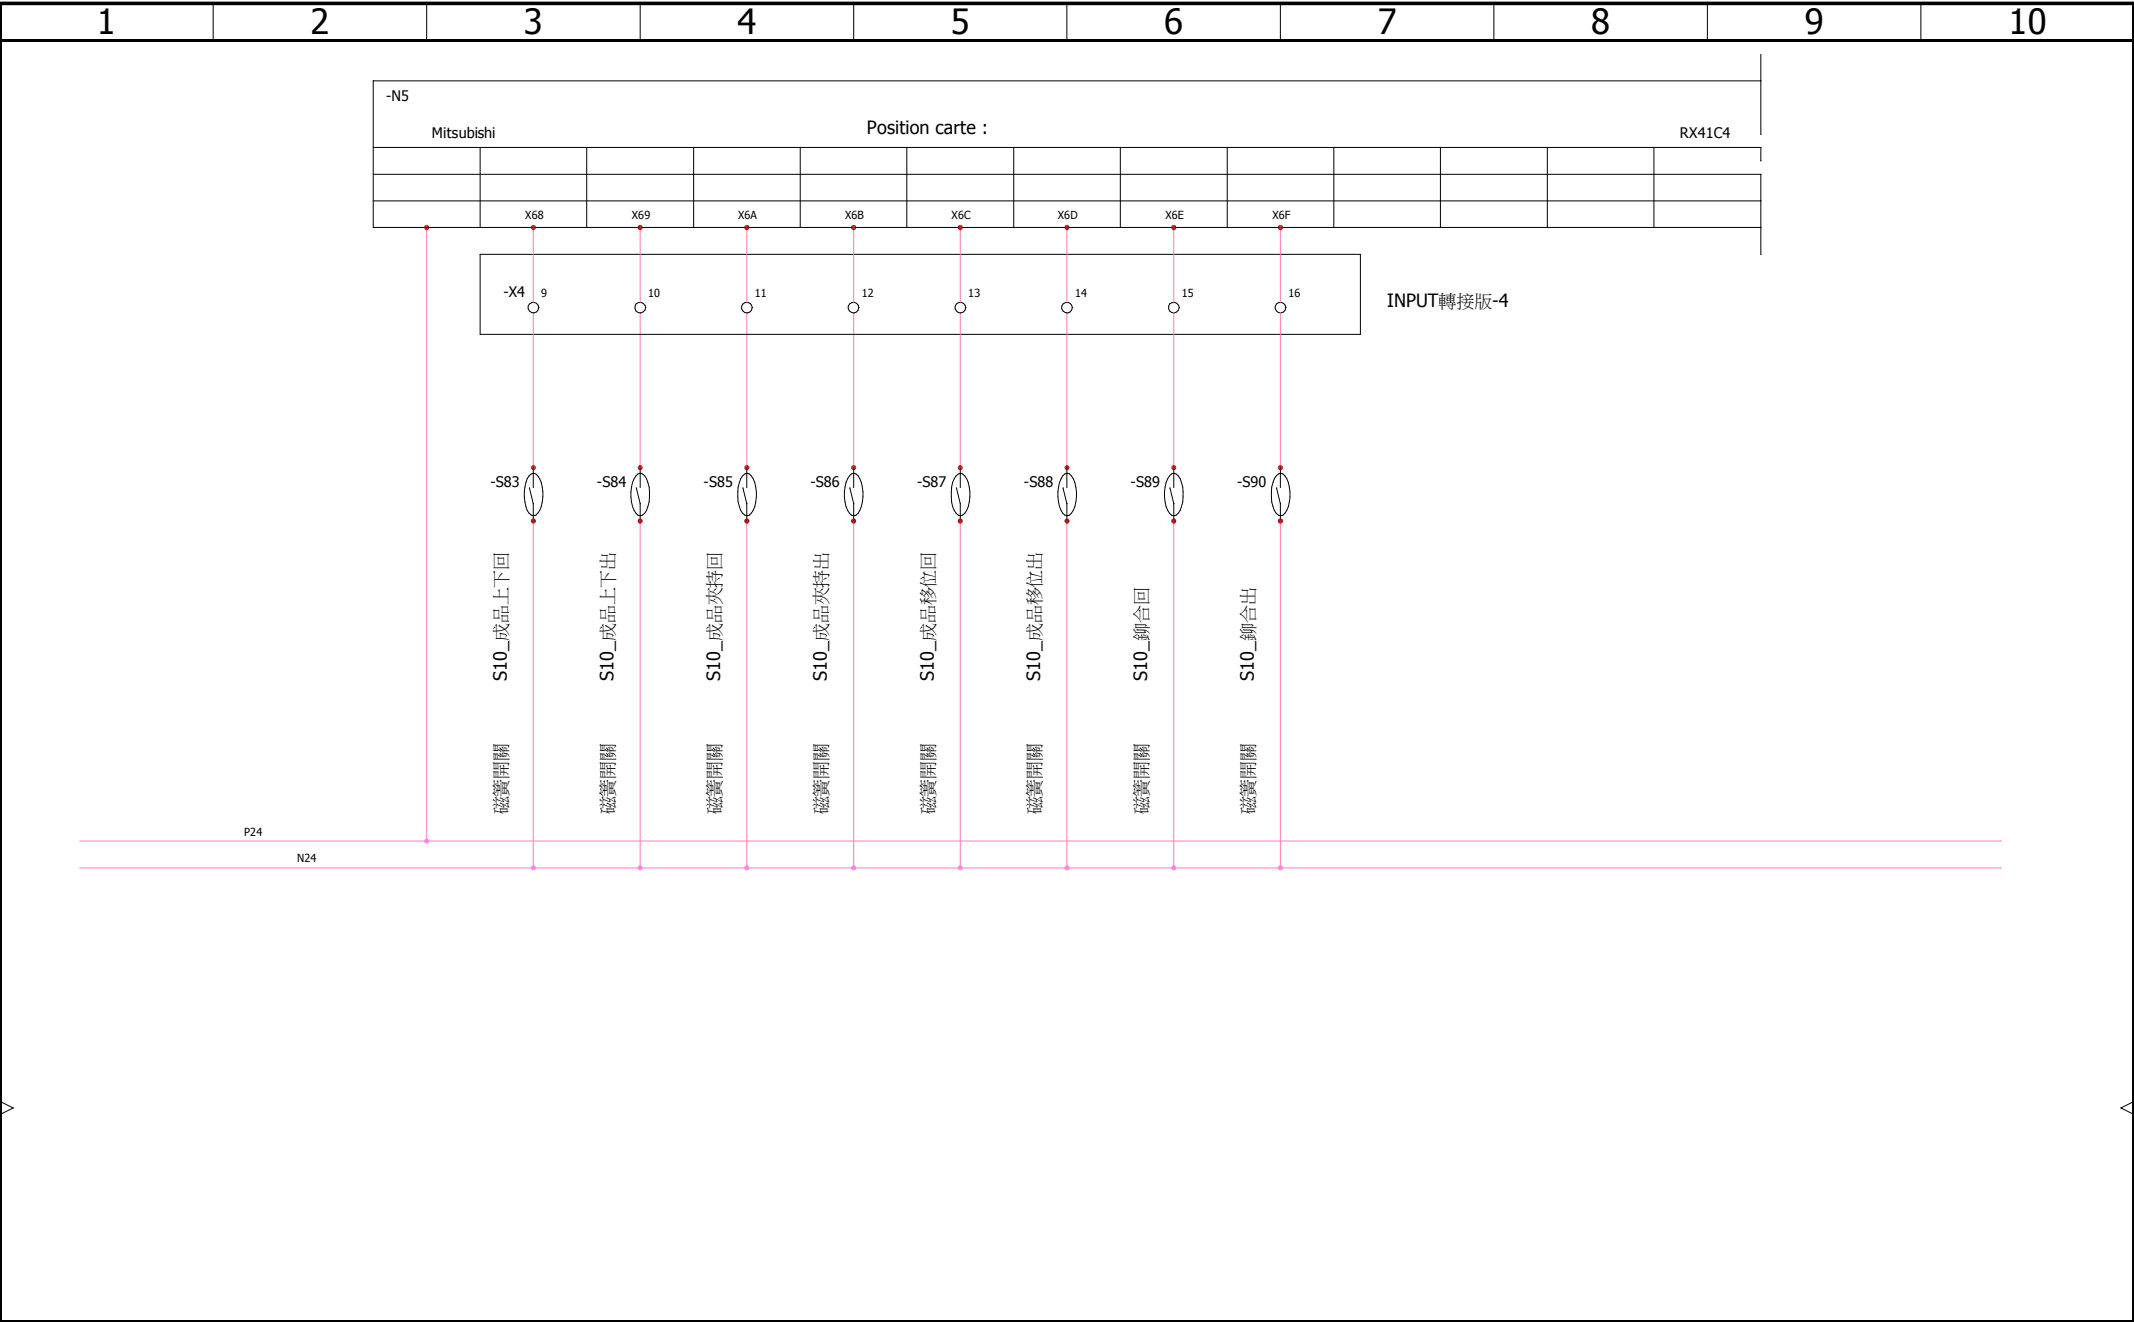 1 2 3 4 5 6 7 8 9 10
-N5
Mitsubishi Position carte : RX41C4
X68 X69 X6A X6B X6C X6D X6E X6F
-X4 9 10 11 12 13 14 15 16
INPUT轉接版-4
-S83 -S84 -S85 -S86 -S87 -S88 -S89 -S90
磁簧開關 S10_成品上下回
磁簧開關 S10_成品上下出
磁簧開關 S10_成品夾持回
磁簧開關 S10_成品夾持出
磁簧開關 S10_成品移位回
磁簧開關 S10_成品移位出
磁簧開關 S10_鉚合回
磁簧開關 S10_鉚合出
P24
N24